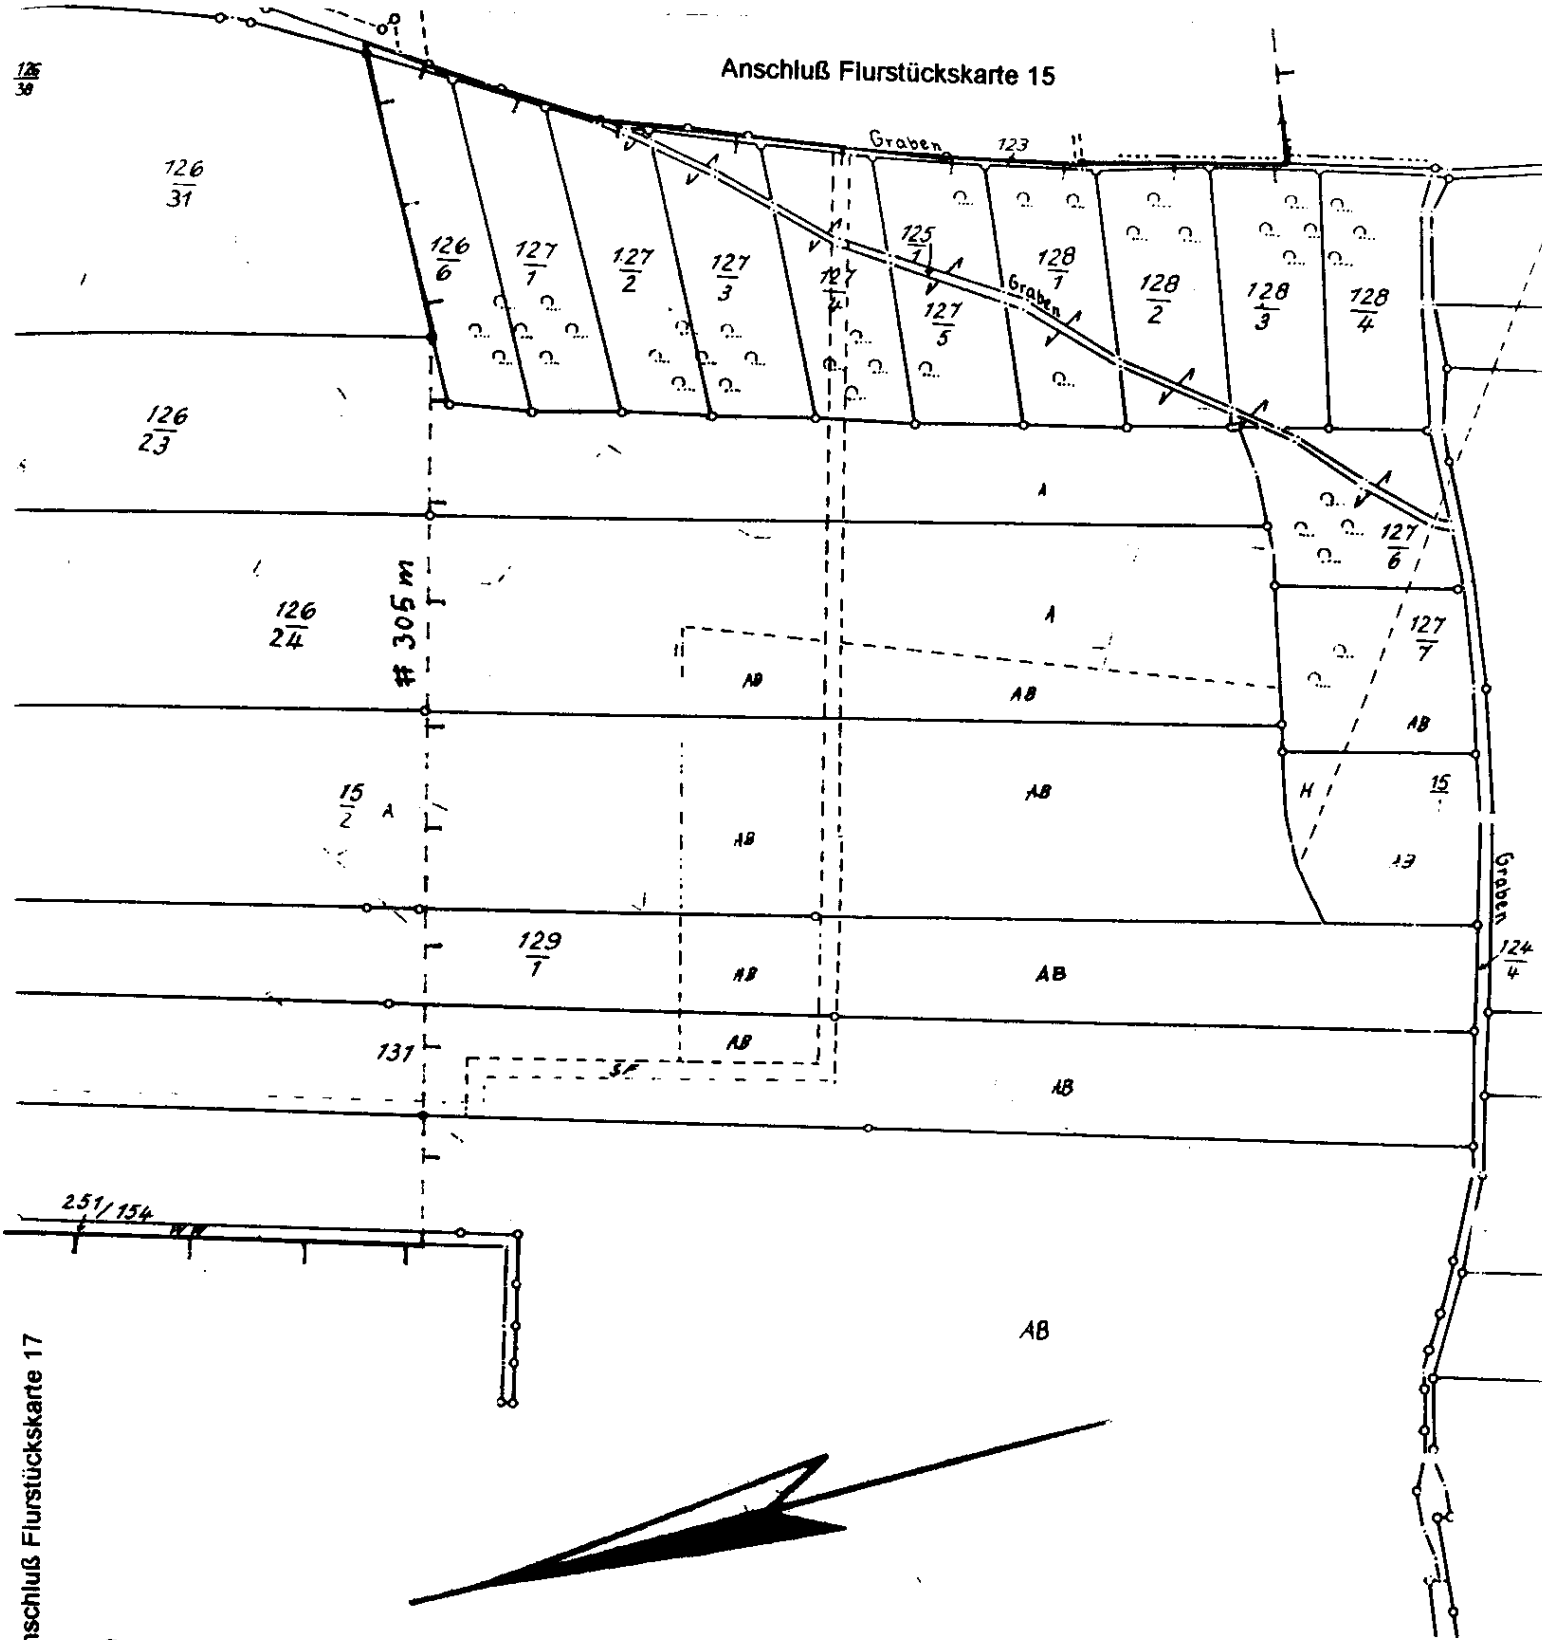 Anschluß Flurstückskarte 15
126/38
Graben
123
126/31
126/6
127/1
127/2
127/3
127/4
125/1
127/5
Graben
128/1
128/2
128/3
128/4
126/23
A
127/6
126/24
# 305 m
A
127/7
AB
AB
AB
15/2
A
AB
AB
H
15
AB
Graben
129/1
AB
AB
124/4
131
AB
SF
AB
251/154
WW
AB
nschluß Flurstückskarte 17